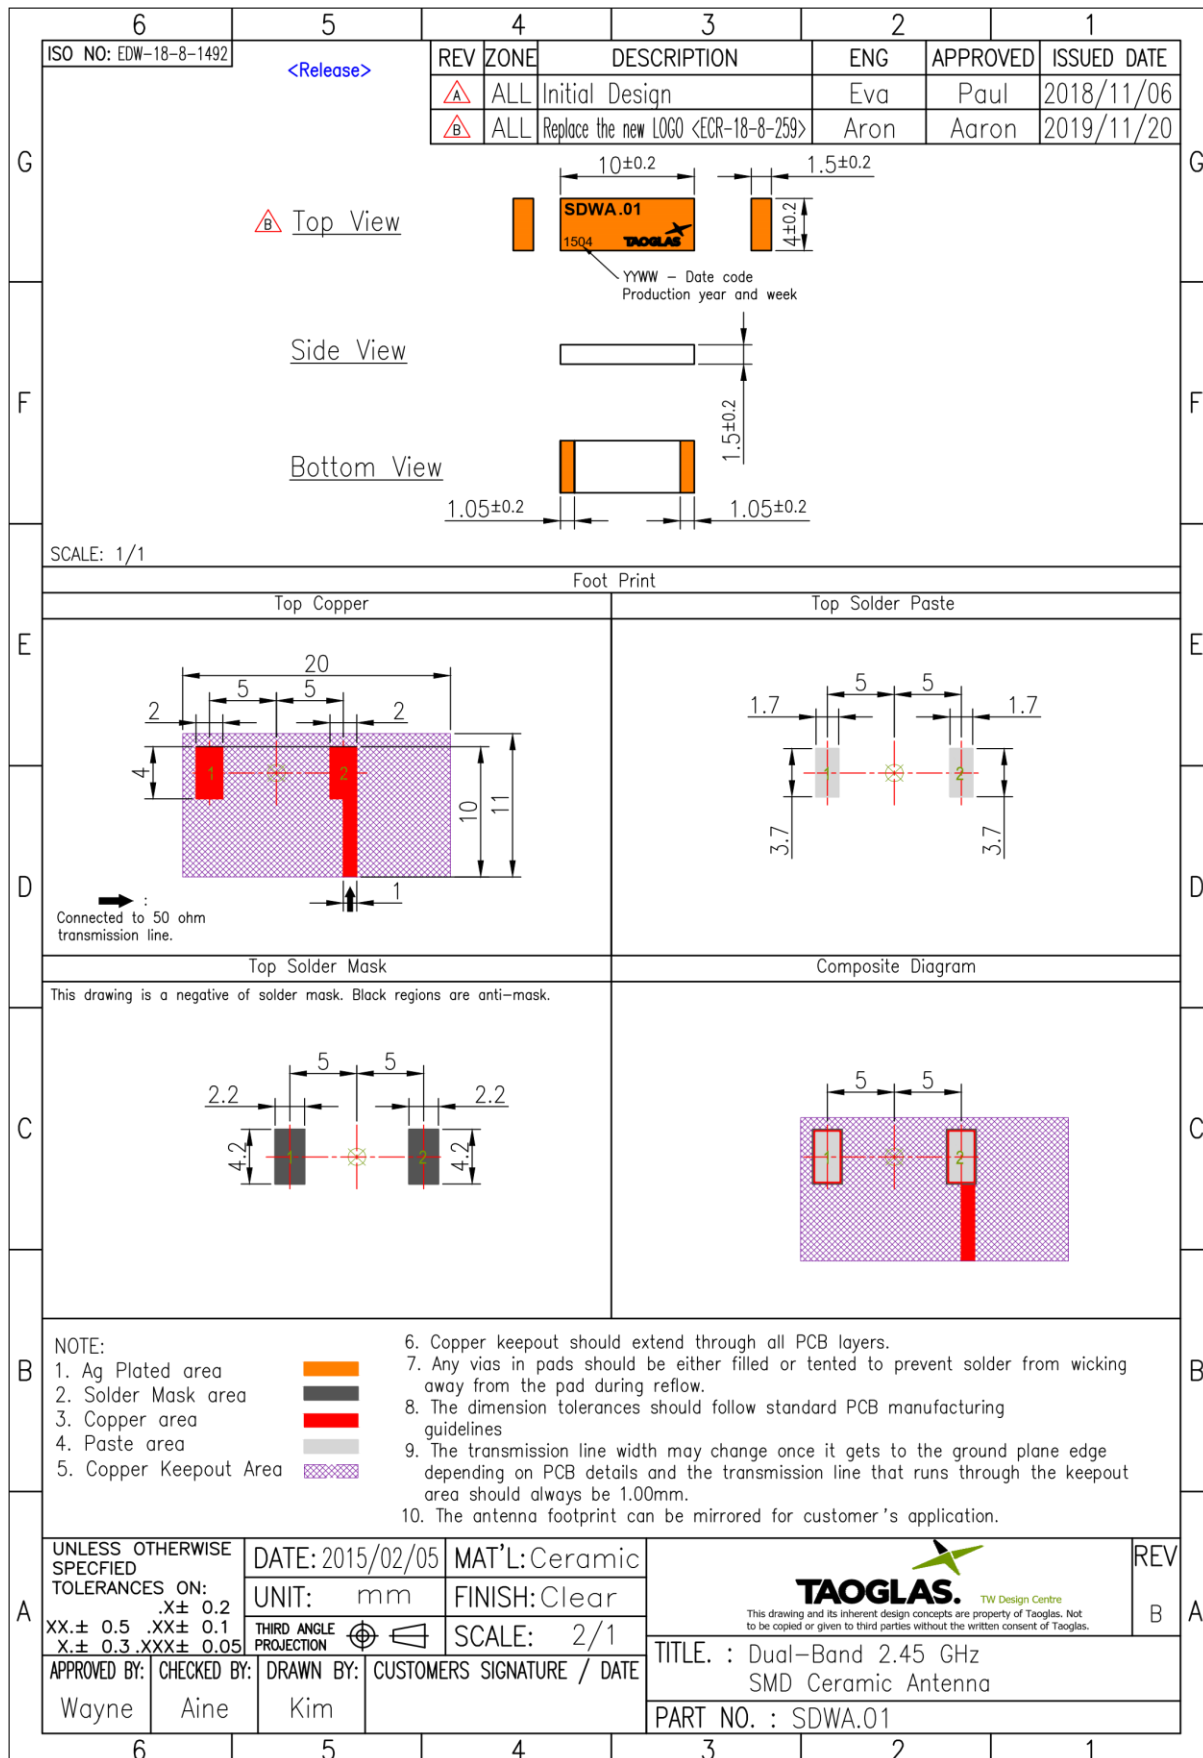 6 5 4 3 2 1
ISO NO: EDW-18-8-1492
<Release>
REV ZONE DESCRIPTION ENG APPROVED ISSUED DATE
A ALL Initial Design Eva Paul 2018/11/06
B ALL Replace the new LOGO <ECR-18-8-259> Aron Aaron 2019/11/20
G G
10±0.2 1.5±0.2
B Top View
SDWA.01
1504 TAOGLAS
4±0.2
YYWW - Date code
Production year and week
Side View
1.5±0.2
F F
Bottom View
1.05±0.2 1.05±0.2
SCALE: 1/1
Foot Print
Top Copper Top Solder Paste
E E
20
5 5
2 2
4
1 2
10 11
1
:
Connected to 50 ohm
transmission line.
5 5
1.7 1.7
1 2
3.7 3.7
D D
Top Solder Mask Composite Diagram
This drawing is a negative of solder mask. Black regions are anti-mask.
5 5
2.2 2.2
4.2 1 2 4.2
5 5
1 2
C C
NOTE:
1. Ag Plated area
2. Solder Mask area
3. Copper area
4. Paste area
5. Copper Keepout Area
6. Copper keepout should extend through all PCB layers.
7. Any vias in pads should be either filled or tented to prevent solder from wicking
away from the pad during reflow.
8. The dimension tolerances should follow standard PCB manufacturing
guidelines
9. The transmission line width may change once it gets to the ground plane edge
depending on PCB details and the transmission line that runs through the keepout
area should always be 1.00mm.
10. The antenna footprint can be mirrored for customer's application.
B B
UNLESS OTHERWISE
SPECFIED
TOLERANCES ON:
.X± 0.2
XX.± 0.5 .XX± 0.1
X.± 0.3 .XXX± 0.05
DATE: 2015/02/05 MAT'L: Ceramic
UNIT: mm FINISH: Clear
THIRD ANGLE
PROJECTION
SCALE: 2/1
TAOGLAS. TW Design Centre
This drawing and its inherent design concepts are property of Taoglas. Not
to be copied or given to third parties without the written consent of Taoglas.
REV
B
A A
APPROVED BY: CHECKED BY: DRAWN BY: CUSTOMERS SIGNATURE / DATE
Wayne Aine Kim
TITLE. : Dual-Band 2.45 GHz
SMD Ceramic Antenna
PART NO. : SDWA.01
6 5 4 3 2 1